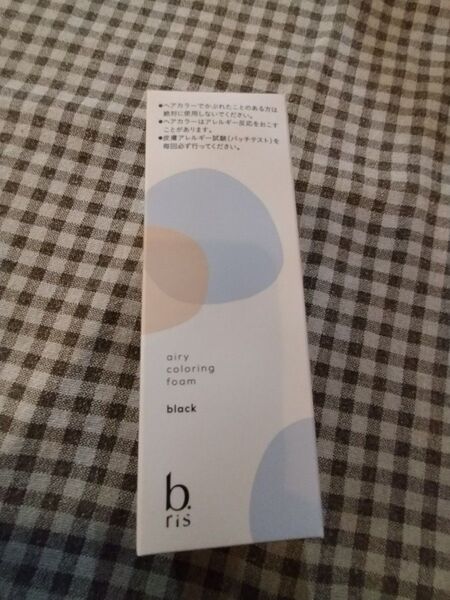 ●ヘアカラーでかぶれたことのある方は
絶対に使用しないでください。
●ヘアカラーはアレルギー反応をおこす
ことがあります。
●皮膚アレルギー試験(パッチテスト)を
毎回必ず行ってください。
airy
coloring
foam
black
b.
ris